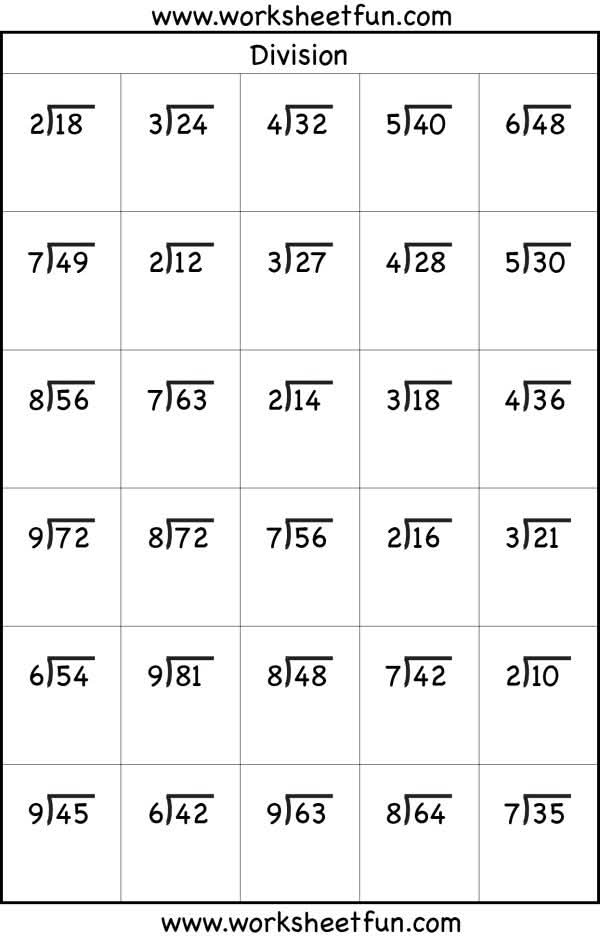 www.worksheetfun.com
Division
2)18 3)24 4)32 5)40 6)48
7)49 2)12 3)27 4)28 5)30
8)56 7)63 2)14 3)18 4)36
9)72 8)72 7)56 2)16 3)21
6)54 9)81 8)48 7)42 2)10
9)45 6)42 9)63 8)64 7)35
www.worksheetfun.com